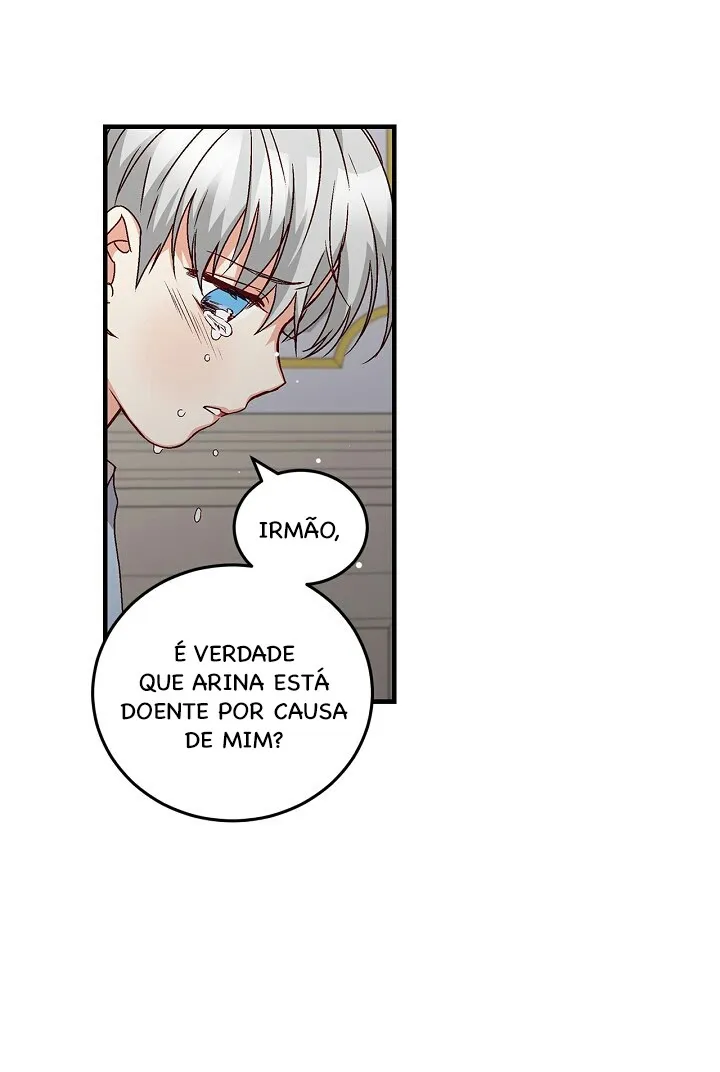 IRMÃO,
É VERDADE
QUE ARINA ESTÁ
DOENTE POR CAUSA
DE MIM?